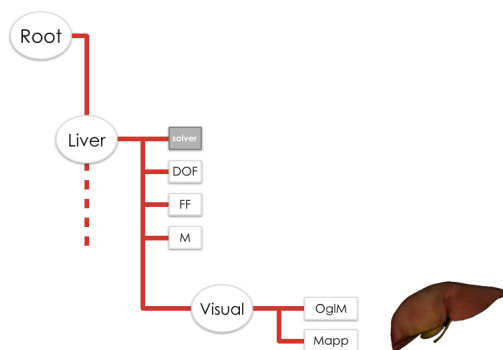 Root
Liver
solver
DOF
FF
M
Visual
OglM
Mapp